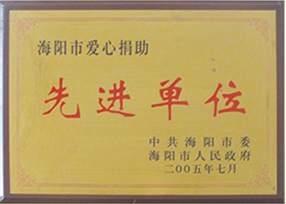 海阳市爱心捐助
先进单位
中共海阳市委
海阳市人民政府
二00五年七月